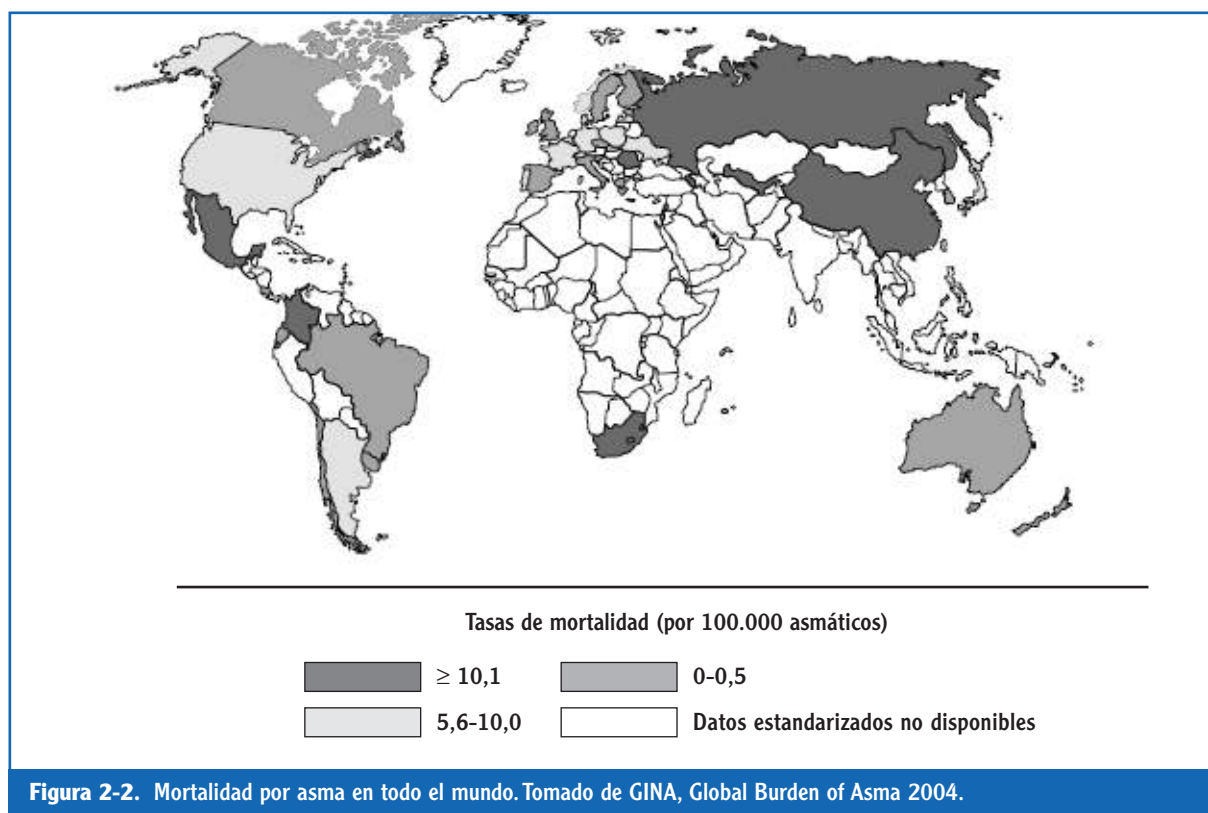 Tasas de mortalidad (por 100.000 asmáticos)
≥ 10,1
0-0,5
5,6-10,0
Datos estandarizados no disponibles
Figura 2-2. Mortalidad por asma en todo el mundo. Tomado de GINA, Global Burden of Asma 2004.